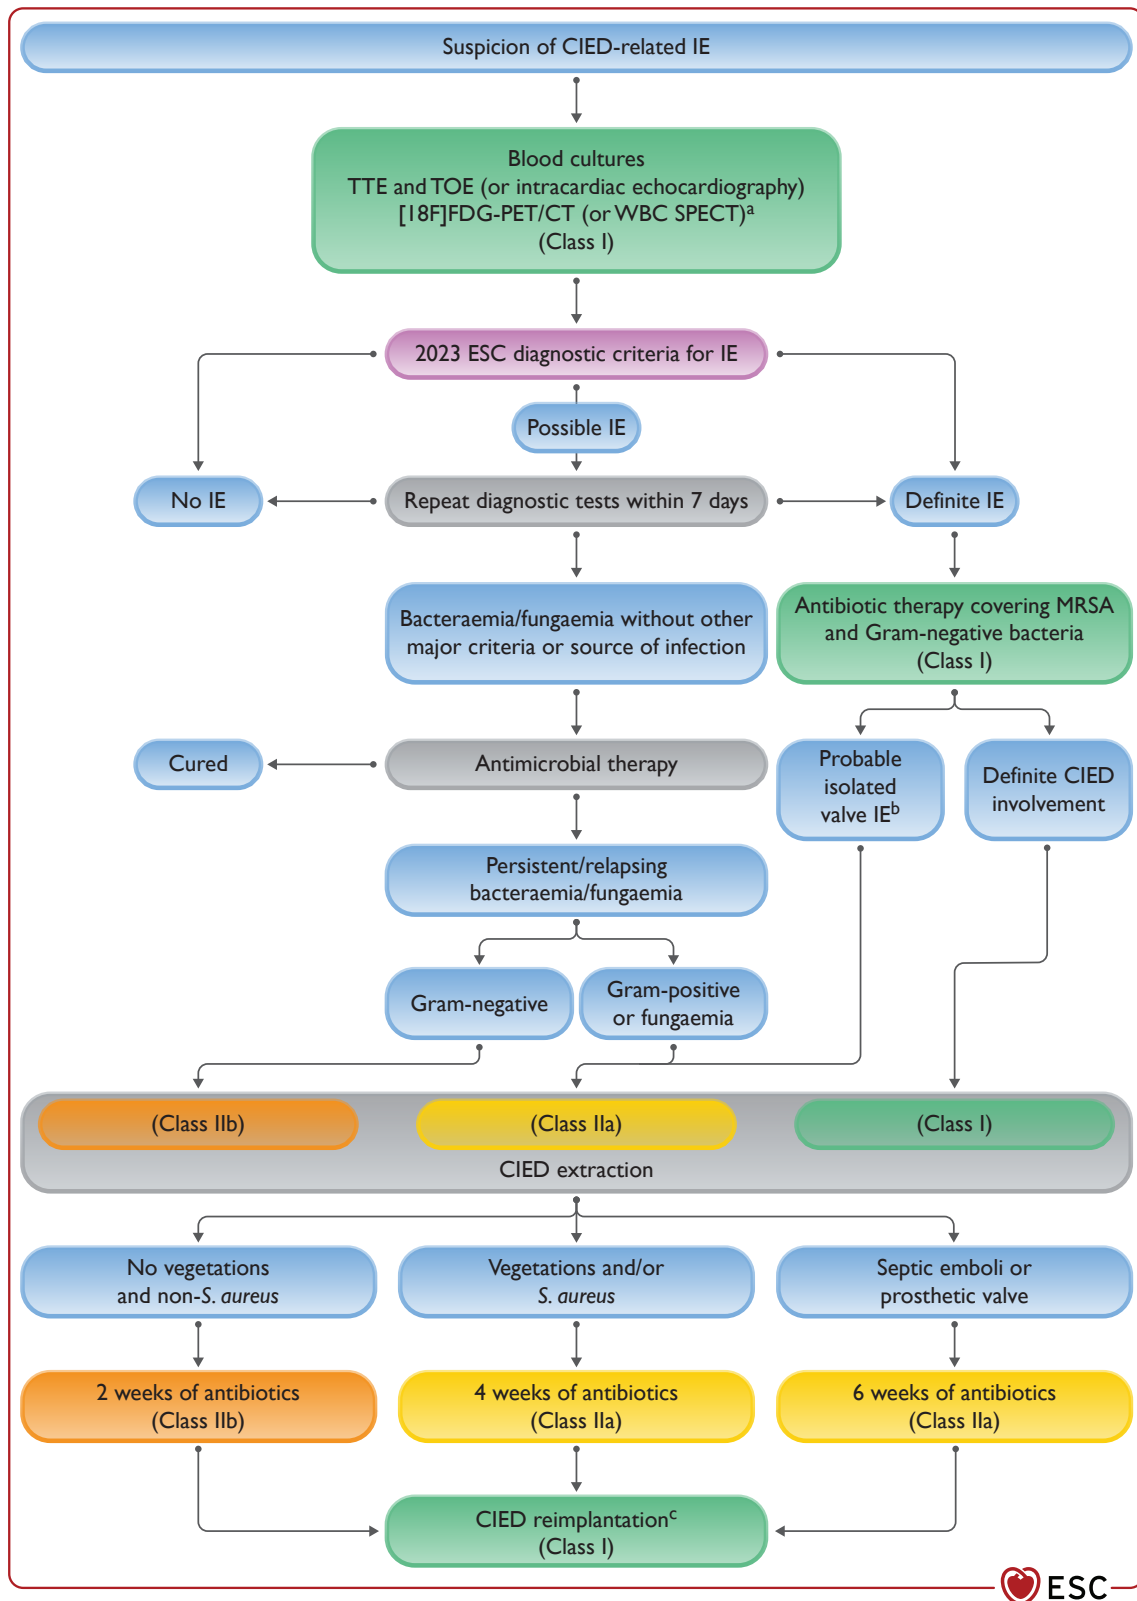 Suspicion of CIED-related IE
Blood cultures
TTE and TOE (or intracardiac echocardiography)
[18F]FDG-PET/CT (or WBC SPECT)a
(Class I)
2023 ESC diagnostic criteria for IE
Possible IE
No IE
Repeat diagnostic tests within 7 days
Definite IE
Bacteraemia/fungaemia without other
major criteria or source of infection
Antibiotic therapy covering MRSA
and Gram-negative bacteria
(Class I)
Cured
Antimicrobial therapy
Probable
isolated
valve IEb
Definite CIED
involvement
Persistent/relapsing
bacteraemia/fungaemia
Gram-negative
Gram-positive
or fungaemia
(Class IIb)
(Class IIa)
(Class I)
CIED extraction
No vegetations
and non-S. aureus
Vegetations and/or
S. aureus
Septic emboli or
prosthetic valve
2 weeks of antibiotics
(Class IIb)
4 weeks of antibiotics
(Class IIa)
6 weeks of antibiotics
(Class IIa)
CIED reimplantationc
(Class I)
ESC